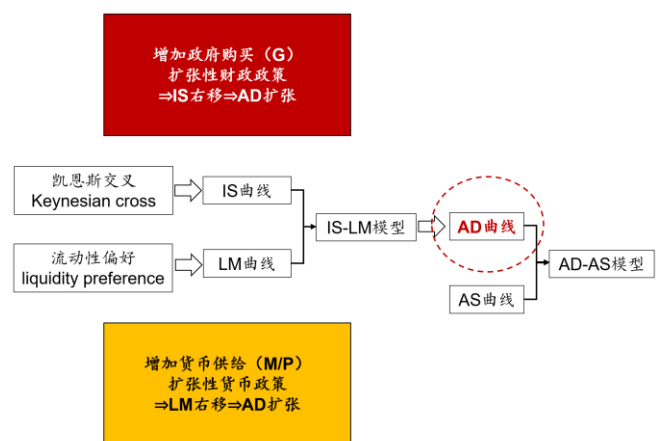 增加政府购买（G）
扩张性财政政策
⇒IS右移⇒AD扩张
凯恩斯交叉
Keynesian cross
IS曲线
IS-LM模型
AD曲线
流动性偏好
liquidity preference
LM曲线
AD-AS模型
AS曲线
增加货币供给（M/P）
扩张性货币政策
⇒LM右移⇒AD扩张